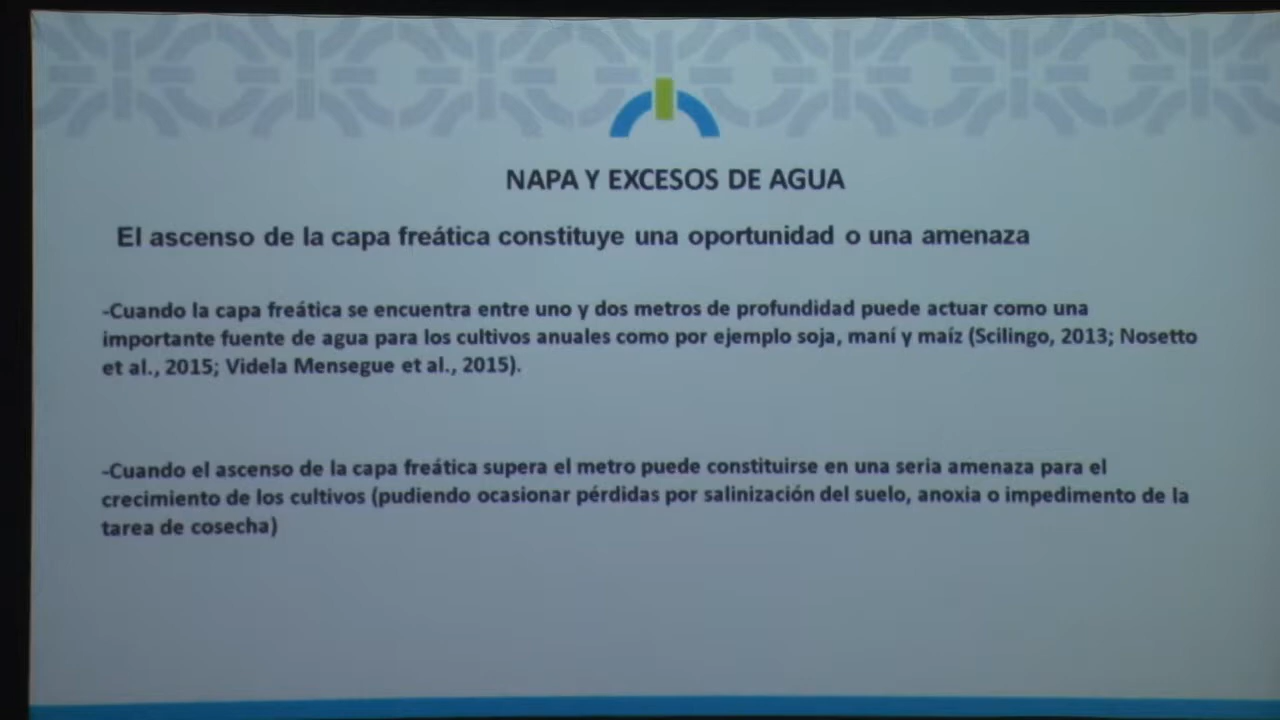 NAPA Y EXCESOS DE AGUA
El ascenso de la capa freática constituye una oportunidad o una amenaza
-Cuando la capa freática se encuentra entre uno y dos metros de profundidad puede actuar como una
importante fuente de agua para los cultivos anuales como por ejemplo soja, maní y maíz (Scilingo, 2013; Nosetto
et al., 2015; Videla Mensegue et al., 2015).
-Cuando el ascenso de la capa freática supera el metro puede constituirse en una seria amenaza para el
crecimiento de los cultivos (pudiendo ocasionar pérdidas por salinización del suelo, anoxia o impedimento de la
tarea de cosecha)